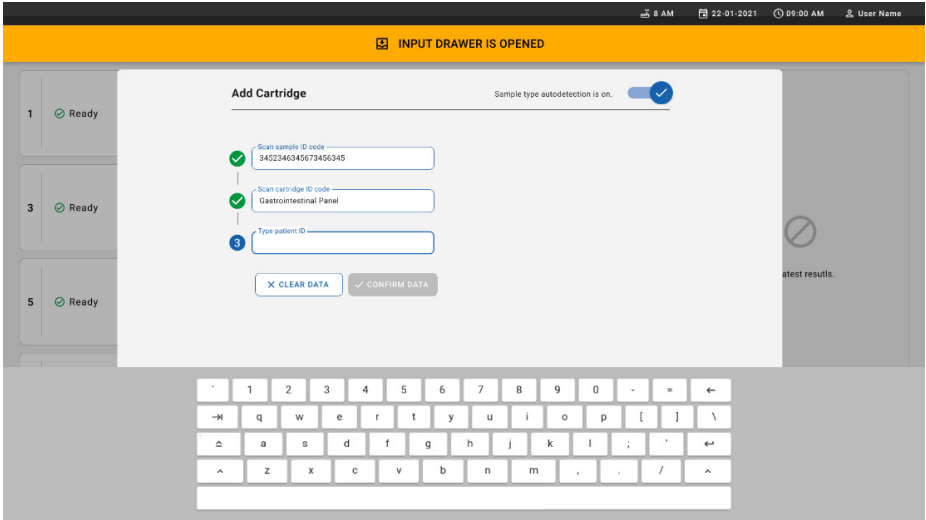 8 AM 22-01-2021 09:00 AM User Name
INPUT DRAWER IS OPENED
Add Cartridge
Sample type autodetection is on.
1 Ready
Scan sample ID code
3452346345673456345
Scan cartridge ID code
Gastrointestinal Panel
3 Ready
3 Type patient ID
atest resutls.
CLEAR DATA CONFIRM DATA
5 Ready
` 1 2 3 4 5 6 7 8 9 0 - = ←
q w e r t y u i o p [ ] \
a s d f g h j k l ; '
z x c v b n m , . /